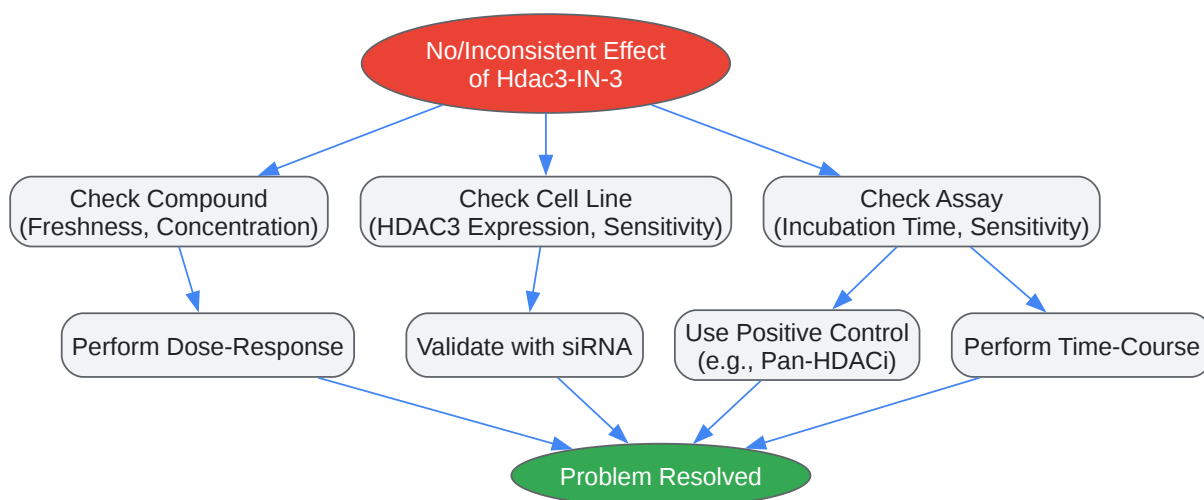 No/Inconsistent Effect
of Hdac3-IN-3
Check Compound
(Freshness, Concentration)
Check Cell Line
(HDAC3 Expression, Sensitivity)
Check Assay
(Incubation Time, Sensitivity)
Perform Dose-Response
Validate with siRNA
Use Positive Control
(e.g., Pan-HDACi)
Perform Time-Course
Problem Resolved